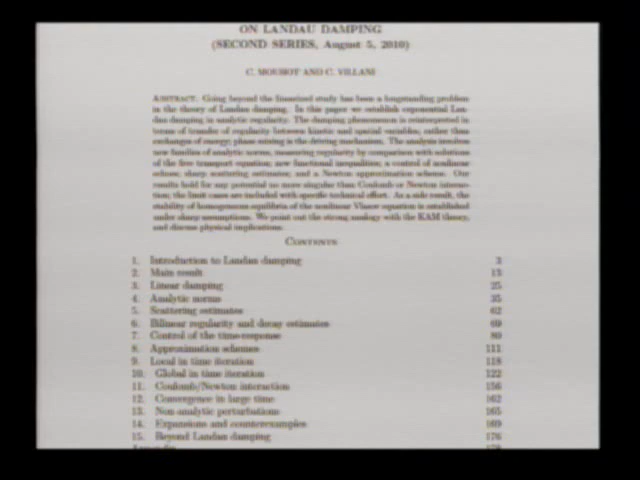 ON LANDAU DAMPING
(SECOND SERIES, August 5, 2010)
C. MOUHOT AND C. VILLANI
ABSTRACT. Going beyond the linearized study has been a longstanding problem
in the theory of Landau damping. In this paper we establish exponential Lan-
dau damping in analytic regularity. The damping phenomenon is reinterpreted in
terms of transfer of regularity between kinetic and spatial variables, rather than
exchanges of energy; phase mixing is the driving mechanism. The analysis involves
new families of analytic norms, measuring regularity by comparison with solutions
of the free transport equation; new functional inequalities; a control of nonlinear
echoes; sharp scattering estimates; and a Newton approximation scheme. Our
results hold for any potential no more singular than Coulomb or Newton interac-
tion; the limit cases are included with specific technical effort. As a side result, the
stability of homogeneous equilibria of the nonlinear Vlasov equation is established
under sharp assumptions. We point out the strong analogy with the KAM theory,
and discuss physical implications.
CONTENTS
1. Introduction to Landau damping 3
2. Main result 13
3. Linear damping 25
4. Analytic norms 35
5. Scattering estimates 62
6. Bilinear regularity and decay estimates 69
7. Control of the time-response 80
8. Approximation schemes 111
9. Local in time iteration 118
10. Global in time iteration 122
11. Coulomb/Newton interaction 156
12. Convergence in large time 162
13. Non-analytic perturbations 165
14. Expansions and counterexamples 169
15. Beyond Landau damping 176
Appendix 178